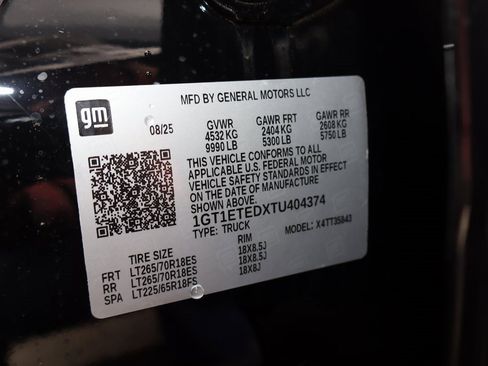 gm
MFD BY GENERAL MOTORS LLC
08/25 GVWR GAWR FRT GAWR RR
4532 KG 2404 KG 2608 KG
9990 LB 5300 LB 5750 LB
THIS VEHICLE CONFORMS TO ALL
APPLICABLE U.S. FEDERAL MOTOR
VEHICLE SAFETY STANDARDS IN EFFECT
ON THE DATE OF MANUFACTURE
SHOWN ABOVE.
1GT1ETEDXTU404374
TYPE: TRUCK MODEL: X4TT35843
TIRE SIZE RIM
FRT LT265/70R18ES 18X8.5J
RR LT265/70R18ES 18X8.5J
SPA LT225/65R18FS 18X8J